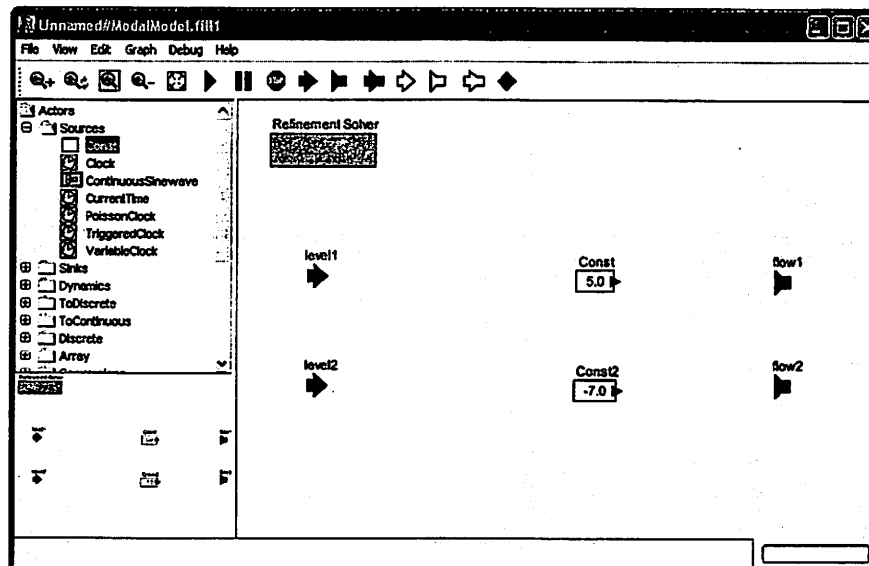 Unnamed#ModalModel.fill1
File View Edit Graph Debug Help
STOP
Actors
Sources
Const
Clock
ContinuousSinewave
CurrentTime
PoissonClock
TriggeredClock
VariableClock
Sinks
Dynamics
ToDiscrete
ToContinuous
Discrete
Array
Refinement Solver
level1
Const
5.0
flow1
level2
Const2
-7.0
flow2